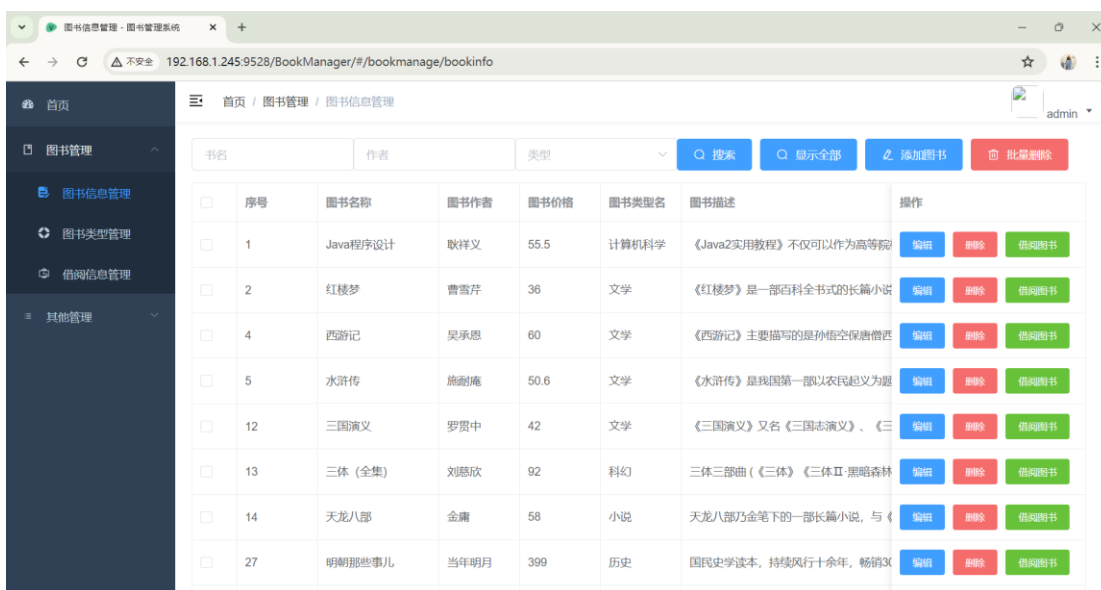 图书信息管理 - 图书管理系统
不安全 192.168.1.245:9528/BookManager/#/bookmanage/bookinfo
首页
首页 / 图书管理 / 图书信息管理
admin
图书管理
书名 作者 类型 搜索 显示全部 添加图书 批量删除
图书信息管理
序号 图书名称 图书作者 图书价格 图书类型名 图书描述 操作
图书类型管理
1 Java程序设计 耿祥义 55.5 计算机科学 《Java2实用教程》不仅可以作为高等院 编辑 删除 借阅图书
借阅信息管理
2 红楼梦 曹雪芹 36 文学 《红楼梦》是一部百科全书式的长篇小说 编辑 删除 借阅图书
其他管理
4 西游记 吴承恩 60 文学 《西游记》主要描写的是孙悟空保唐僧西 编辑 删除 借阅图书
5 水浒传 施耐庵 50.6 文学 《水浒传》是我国第一部以农民起义为题 编辑 删除 借阅图书
12 三国演义 罗贯中 42 文学 《三国演义》又名《三国志演义》、《三 编辑 删除 借阅图书
13 三体（全集） 刘慈欣 92 科幻 三体三部曲 (《三体》《三体Ⅱ·黑暗森林 编辑 删除 借阅图书
14 天龙八部 金庸 58 小说 天龙八部乃金笔下的一部长篇小说，与《 编辑 删除 借阅图书
27 明朝那些事儿 当年明月 399 历史 国民史学读本，持续风行十余年，畅销30 编辑 删除 借阅图书